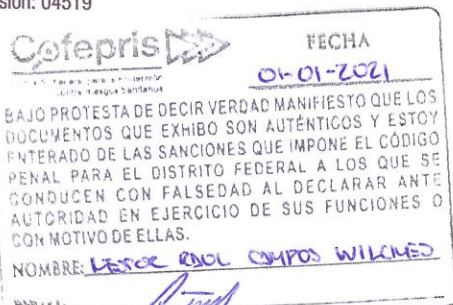 sión: 04519
Cofepris
FECHA
01-01-2021
BAJO PROTESTA DE DECIR VERDAD MANIFIESTO QUE LOS
DOCUMENTOS QUE EXHIBO SON AUTÉNTICOS Y ESTOY
ENTERADO DE LAS SANCIONES QUE IMPONE EL CÓDIGO
PENAL PARA EL DISTRITO FEDERAL A LOS QUE SE
CONDUCEN CON FALSEDAD AL DECLARAR ANTE
AUTORIDAD EN EJERCICIO DE SUS FUNCIONES O
CON MOTIVO DE ELLAS.
NOMBRE: CAMPOS